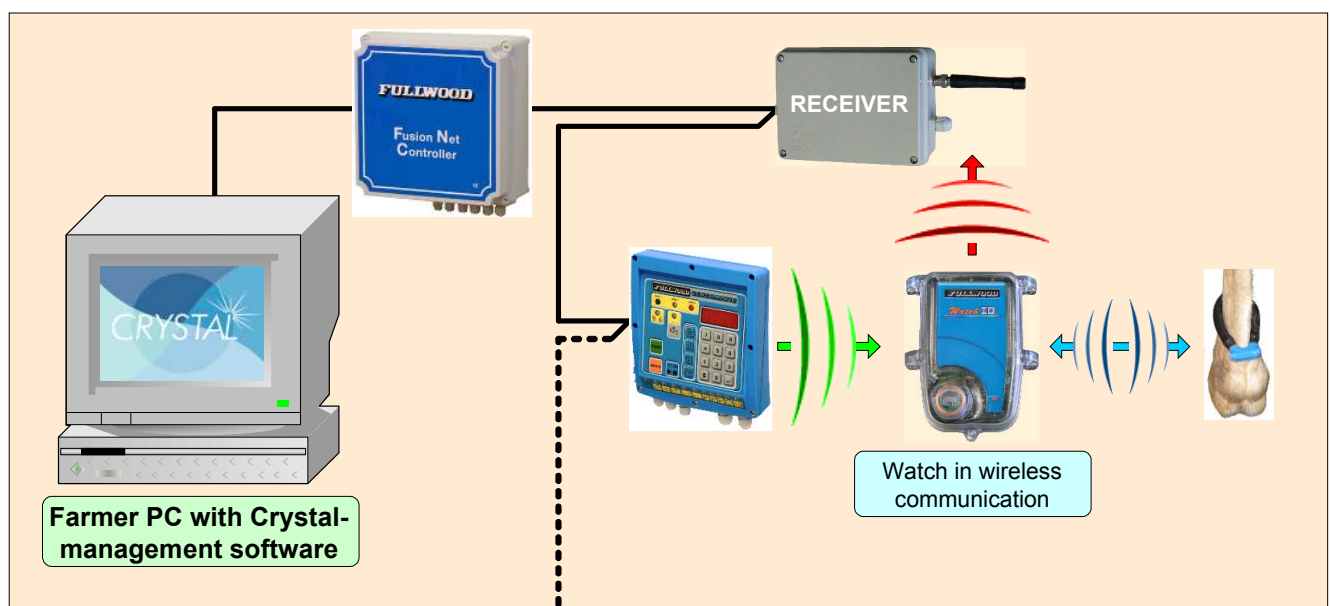 FULLWOOD
Fusion Net
Controller
RECEIVER
CRYSTAL
FULLWOOD
FULLWOOD
Watch ID
Watch in wireless
communication
Farmer PC with Crystal-
management software